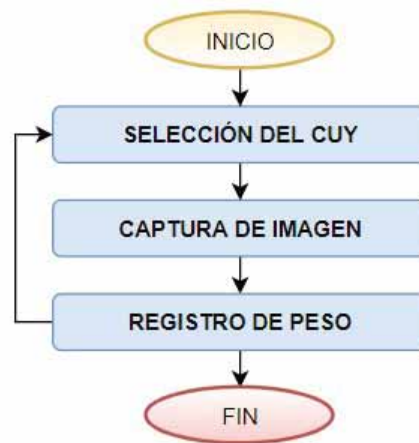 INICIO
SELECCIÓN DEL CUY
CAPTURA DE IMAGEN
REGISTRO DE PESO
FIN